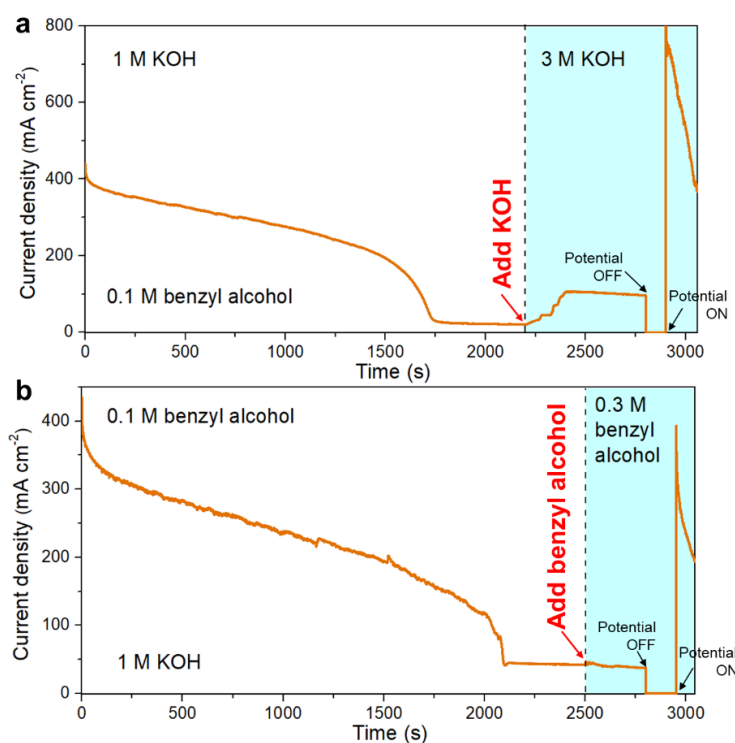 a
800
600
400
200
0
Current density (mA cm⁻²)
1 M KOH
3 M KOH
0.1 M benzyl alcohol
Add KOH
Potential
OFF
Potential
ON
0 500 1000 1500 2000 2500 3000
Time (s)
b
400
300
200
100
0
Current density (mA cm⁻²)
0.1 M benzyl alcohol
0.3 M
benzyl
alcohol
Add benzyl alcohol
1 M KOH
Potential
OFF
Potential
ON
0 500 1000 1500 2000 2500 3000
Time (s)